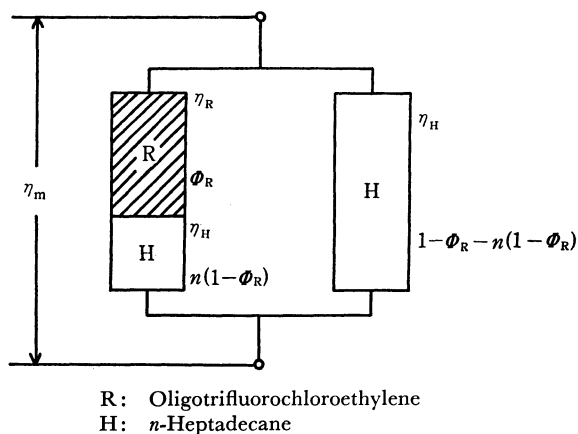 η_R
η_H
R
Φ_R
η_m
η_H
H
H
1−Φ_R−n(1−Φ_R)
n(1−Φ_R)
R: Oligotrifluorochloroethylene
H: n-Heptadecane